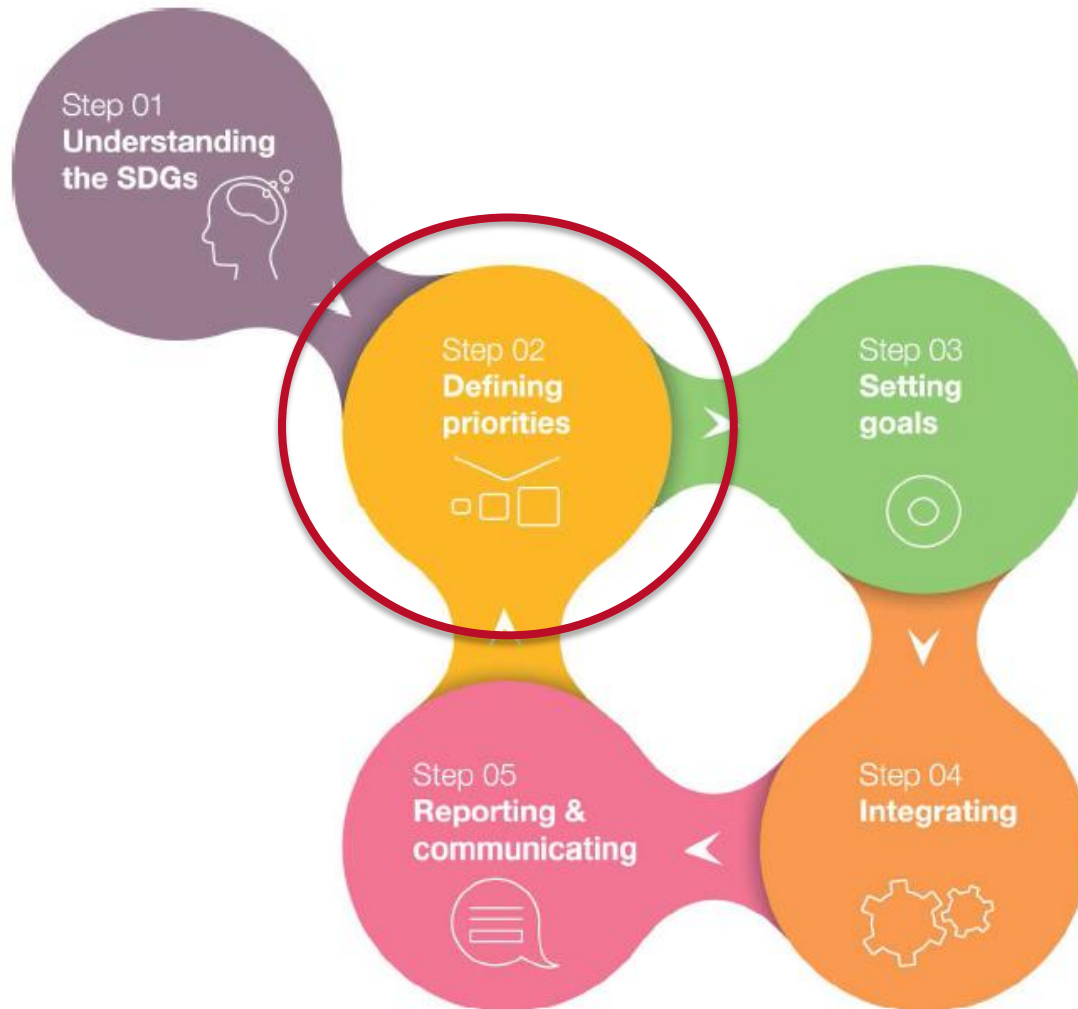 Step 01
Understanding
the SDGs
Step 02
Defining
priorities
Step 03
Setting
goals
Step 04
Integrating
Step 05
Reporting &
communicating